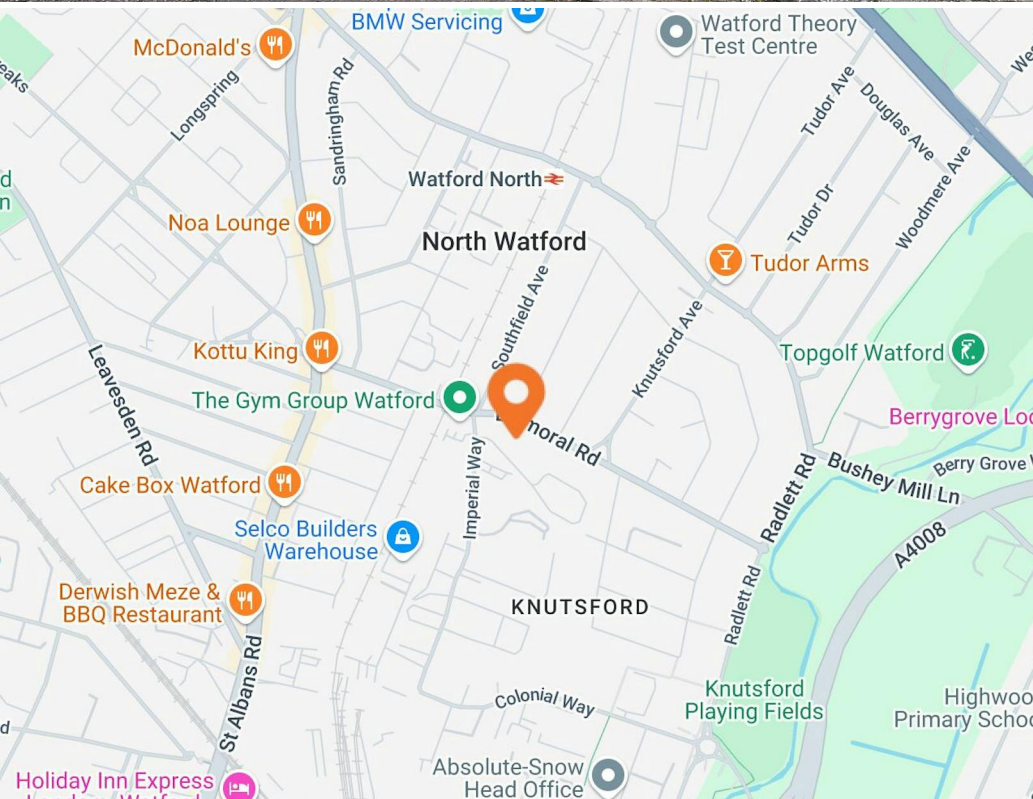 BMW Servicing
McDonald's
Watford Theory
Test Centre
eaks
Longspring
Sandringham Rd
Tudor Ave
Douglas Ave
Woodmere Ave
Watford North
Noa Lounge
North Watford
Tudor Dr
Tudor Arms
Southfield Ave
Kottu King
Knutsford Ave
Topgolf Watford
The Gym Group Watford
Leavesden Rd
moral Rd
Berrygrove Loc
Imperial Way
Cake Box Watford
Radlett Rd
Bushey Mill Ln
Berry Grove
Selco Builders
Warehouse
A4008
Derwish Meze &
BBQ Restaurant
KNUTSFORD
Radlett Rd
St Albans Rd
Colonial Way
Knutsford
Playing Fields
Highwoo
Primary Schoo
Absolute-Snow
Head Office
Holiday Inn Express